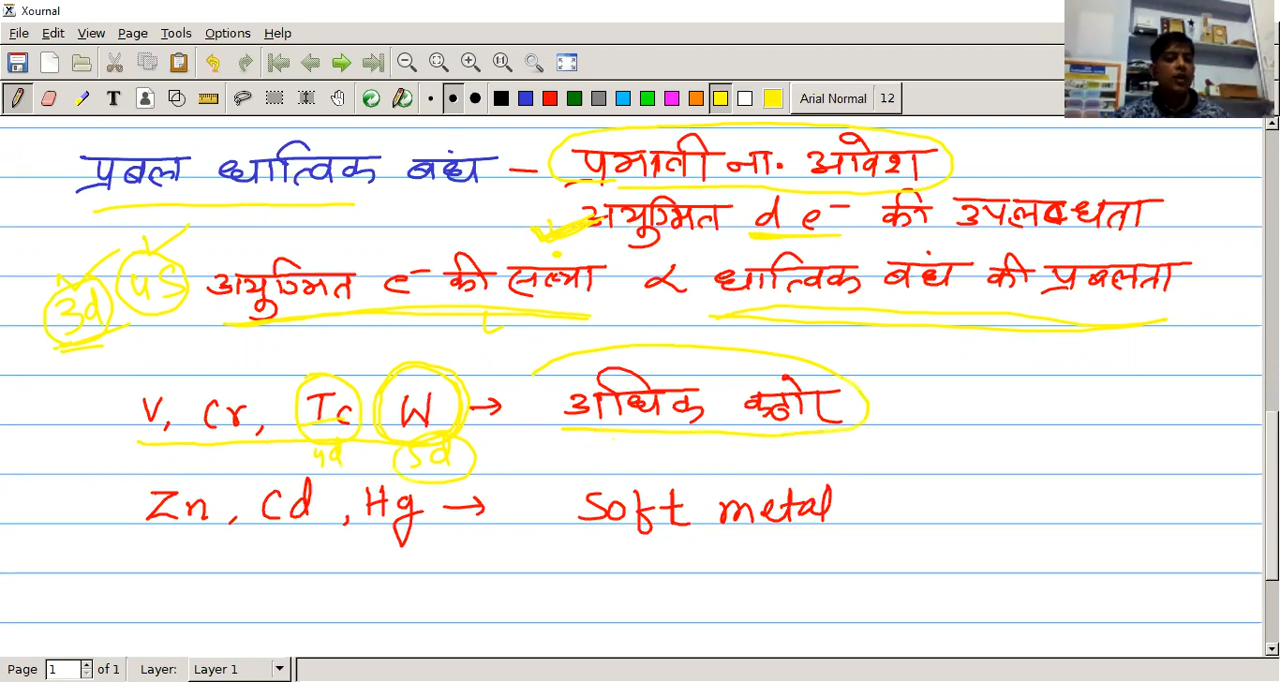 Xournal
File Edit View Page Tools Options Help
T Arial Normal 12
प्रबल धात्विक बंध – प्रभावी ना. आवेश
अयुग्मित d e⁻ की उपलब्धता
3d 4S अयुग्मित e⁻ की संख्या ∝ धात्विक बंध की प्रबलता
V, Cr, Tc W → अधिक कठोर
4d 5d
Zn, Cd, Hg → Soft metal
Page 1 of 1 Layer: Layer 1